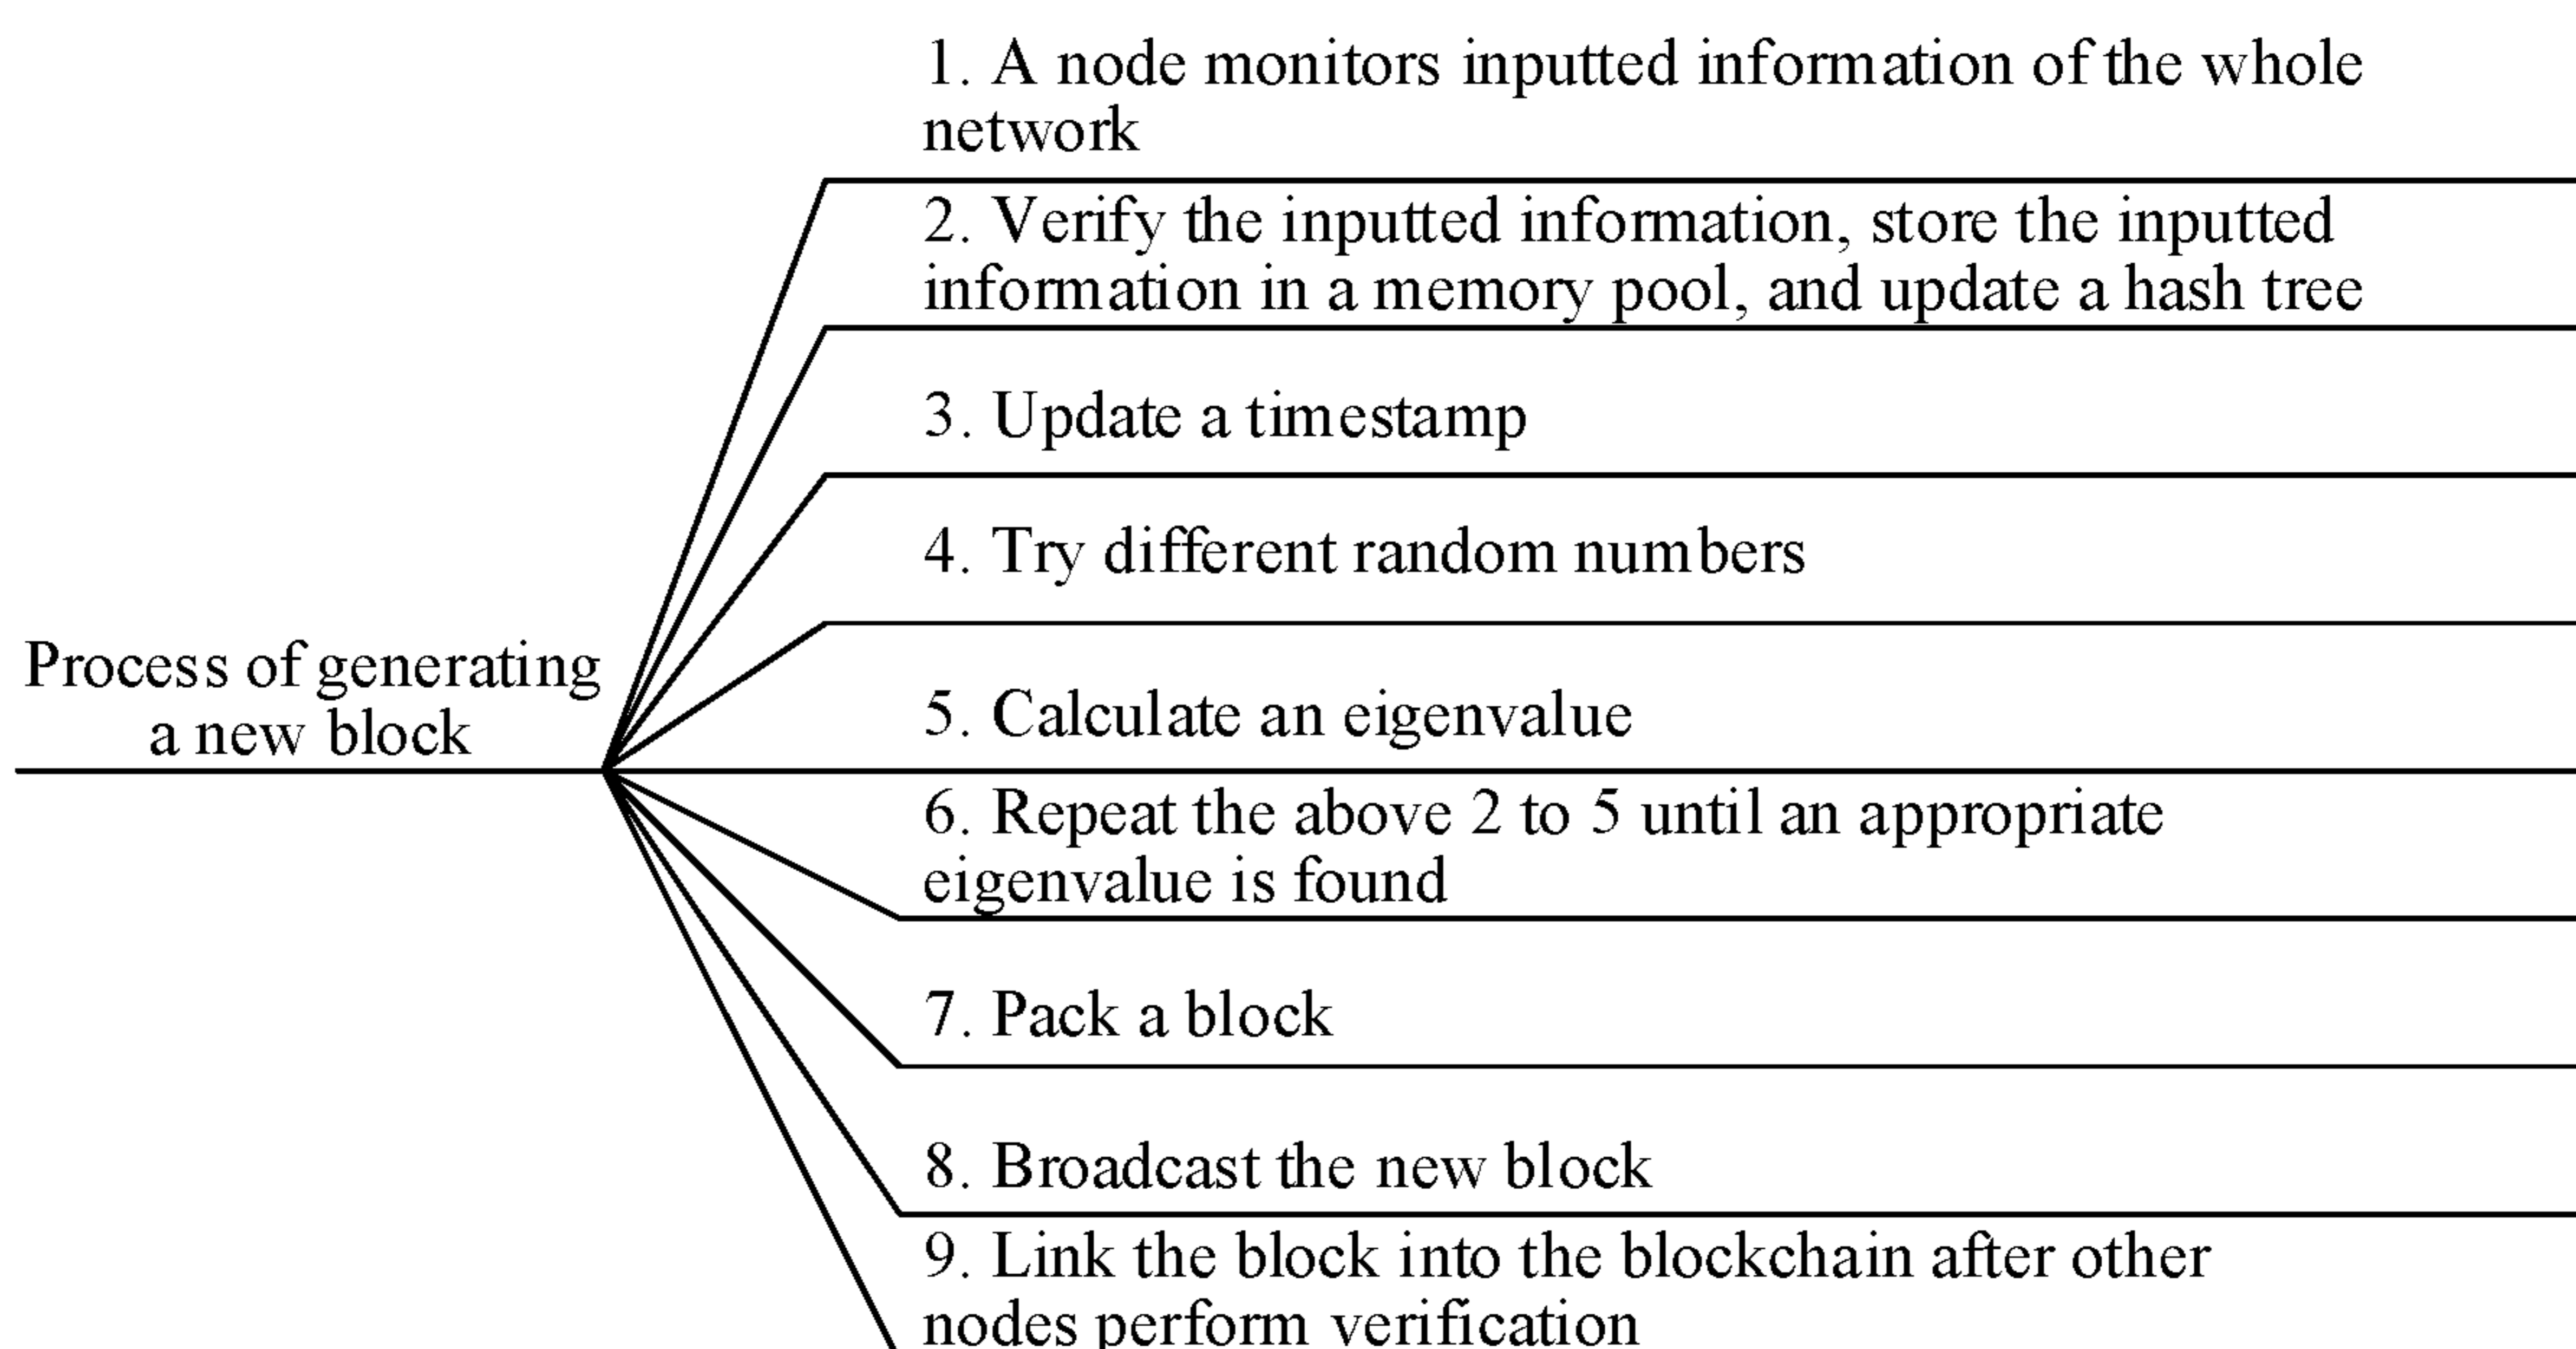 1. A node monitors inputted information of the whole
network
2. Verify the inputted information, store the inputted
information in a memory pool, and update a hash tree
3. Update a timestamp
4. Try different random numbers
Process of generating
a new block
5. Calculate an eigenvalue
6. Repeat the above 2 to 5 until an appropriate
eigenvalue is found
7. Pack a block
8. Broadcast the new block
9. Link the block into the blockchain after other
nodes perform verification